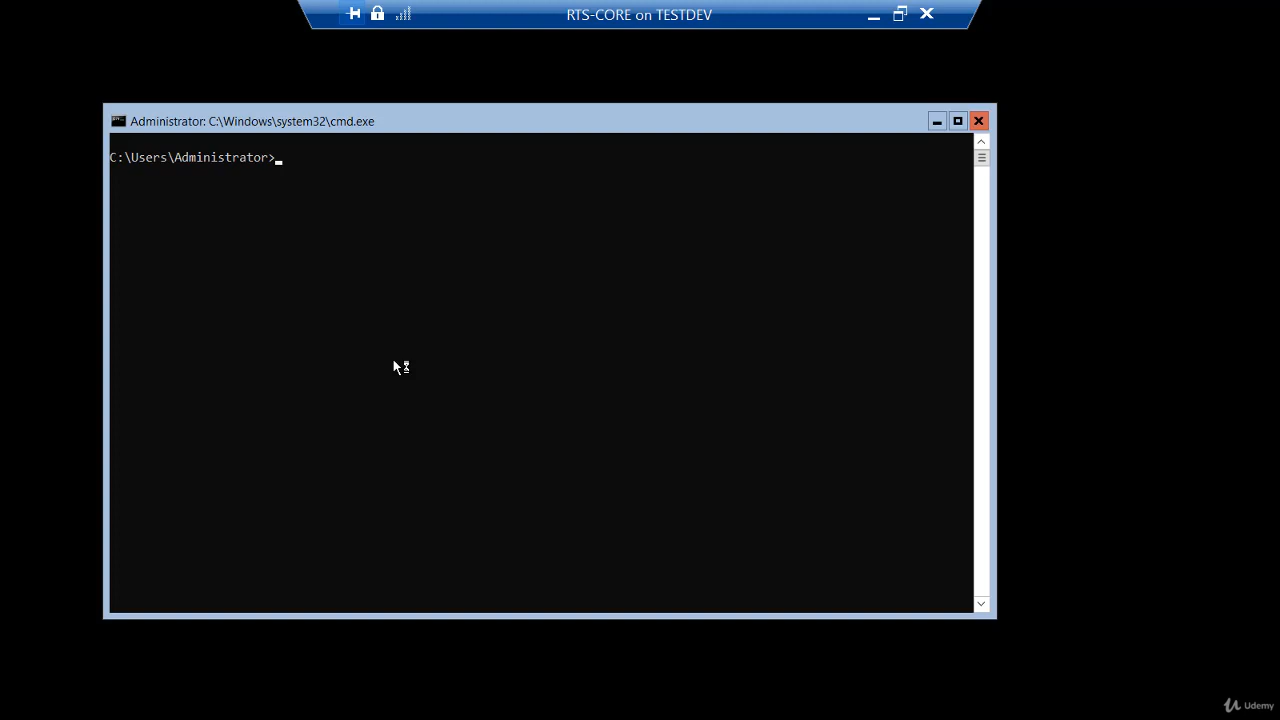 RTS-CORE on TESTDEV
Administrator: C:\Windows\system32\cmd.exe
C:\Users\Administrator>
Udemy